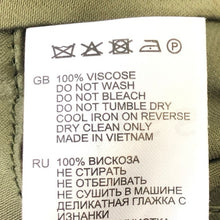 P
GB 100% VISCOSE
DO NOT WASH
DO NOT BLEACH
DO NOT TUMBLE DRY
COOL IRON ON REVERSE
DRY CLEAN ONLY
MADE IN VIETNAM
RU 100% ВИСКОЗА
НЕ СТИРАТЬ
НЕ ОТБЕЛИВАТЬ
НЕ СУШИТЬ В МАШИНЕ
ДЕЛИКАТНАЯ ГЛАЖКА С
ИЗНАНКИ